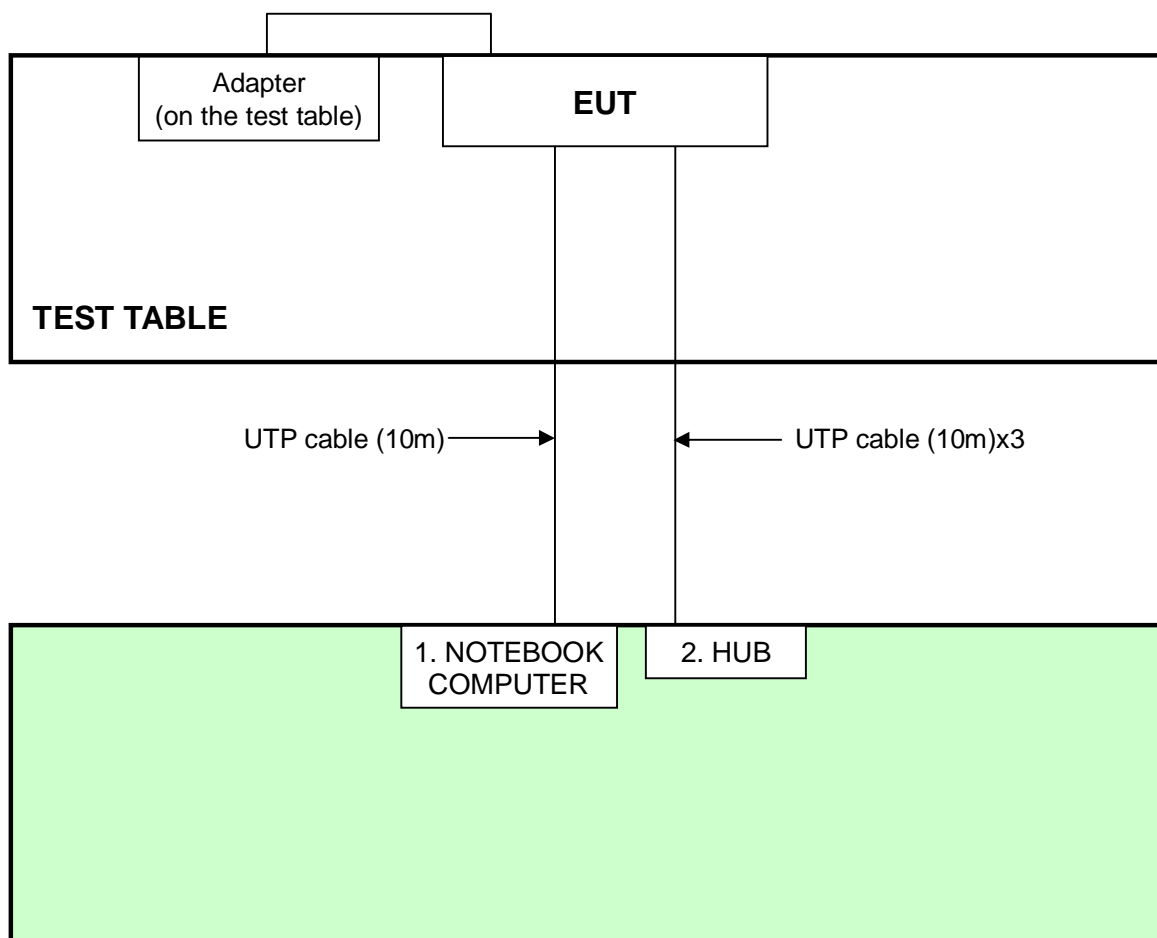 Adapter
(on the test table)
EUT
TEST TABLE
UTP cable (10m)
UTP cable (10m)x3
1. NOTEBOOK
COMPUTER
2. HUB